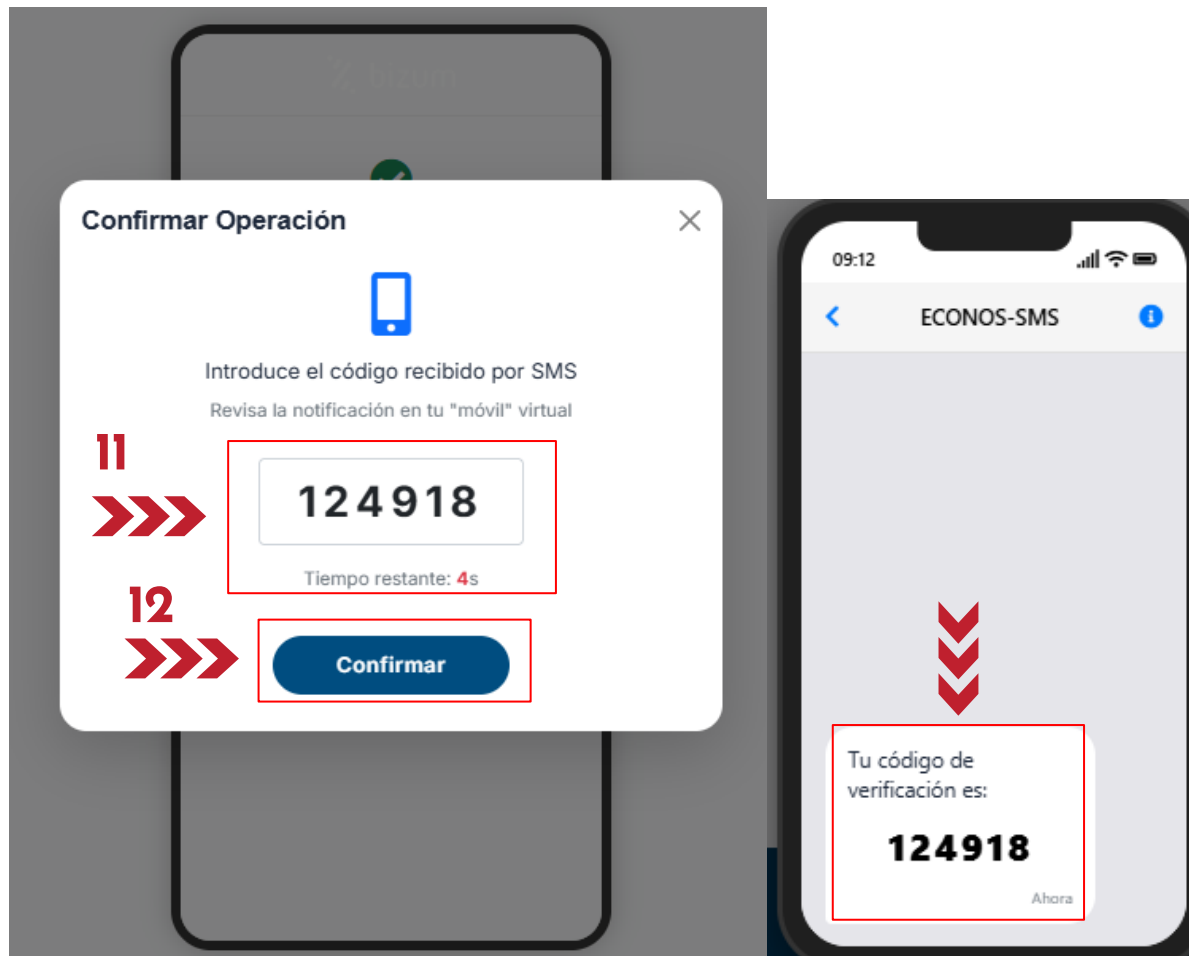 bizum
Confirmar Operación
Introduce el código recibido por SMS
Revisa la notificación en tu "móvil" virtual
11
124918
Tiempo restante: 4s
12
Confirmar
09:12
ECONOS-SMS
Tu código de
verificación es:
124918
Ahora